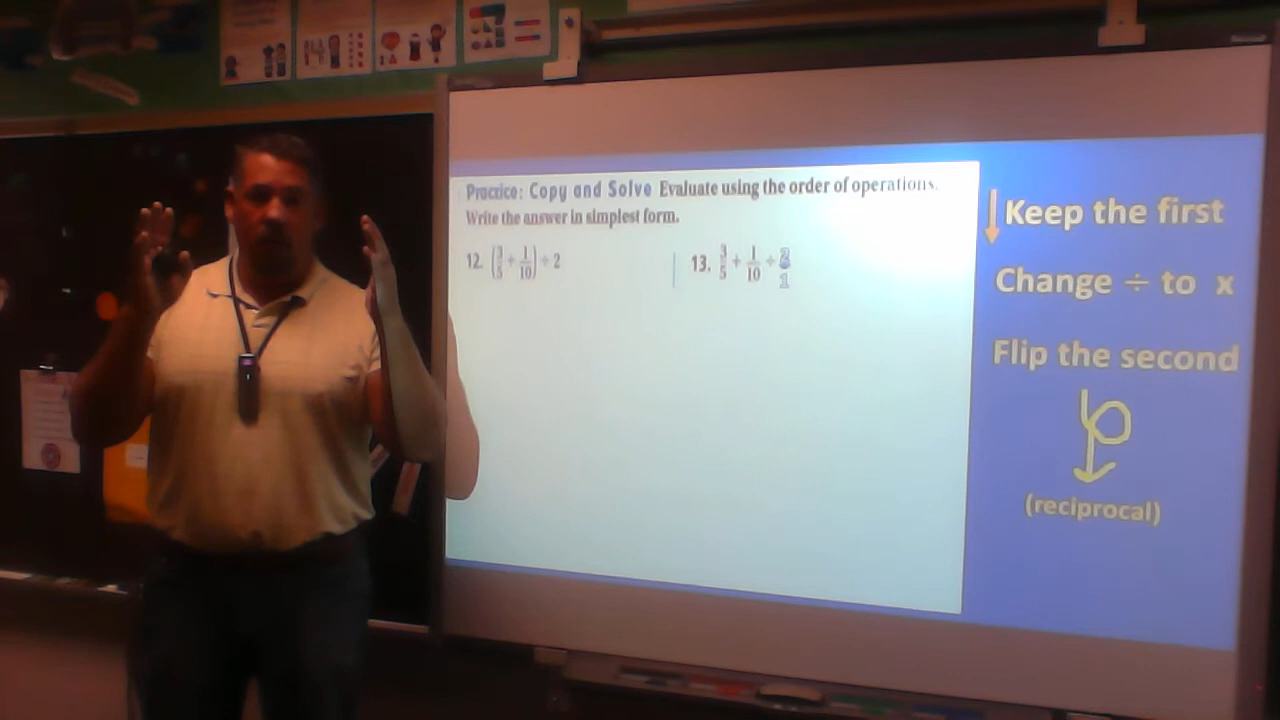 Practice: Copy and Solve Evaluate using the order of operations.
Write the answer in simplest form.
12. (3/5 + 1/10) ÷ 2
13. 3/5 + 1/10 ÷ 2/1
Keep the first
Change ÷ to x
Flip the second
(reciprocal)